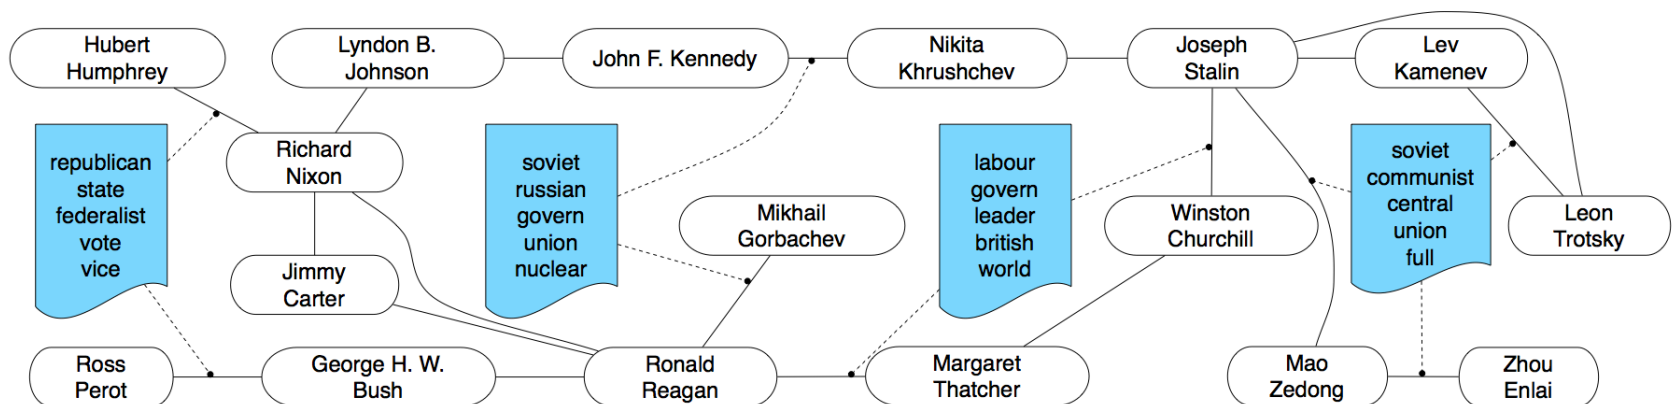 Hubert
Humphrey
Lyndon B.
Johnson
John F. Kennedy
Nikita
Khrushchev
Joseph
Stalin
Lev
Kamenev
republican
state
federalist
vote
vice
Richard
Nixon
soviet
russian
govern
union
nuclear
Mikhail
Gorbachev
labour
govern
leader
british
world
Winston
Churchill
soviet
communist
central
union
full
Leon
Trotsky
Jimmy
Carter
Ross
Perot
George H. W.
Bush
Ronald
Reagan
Margaret
Thatcher
Mao
Zedong
Zhou
Enlai